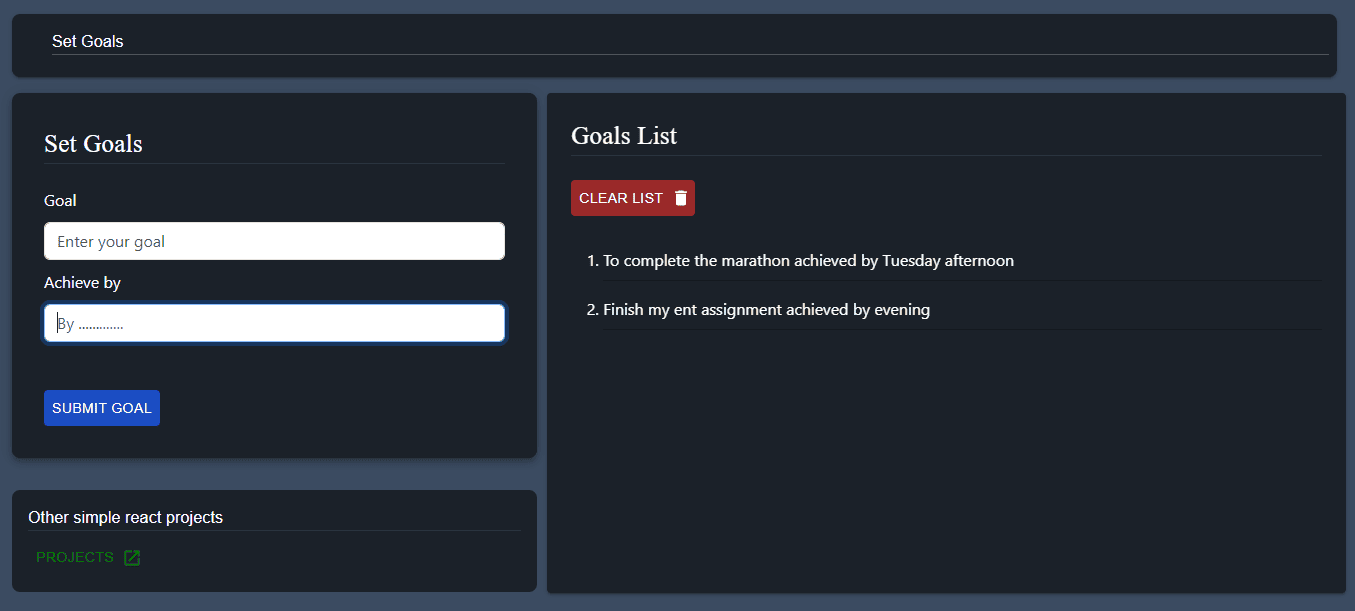 Set Goals
Set Goals
Goal
Enter your goal
Achieve by
By .............
SUBMIT GOAL
Other simple react projects
PROJECTS
Goals List
CLEAR LIST
1. To complete the marathon achieved by Tuesday afternoon
2. Finish my ent assignment achieved by evening